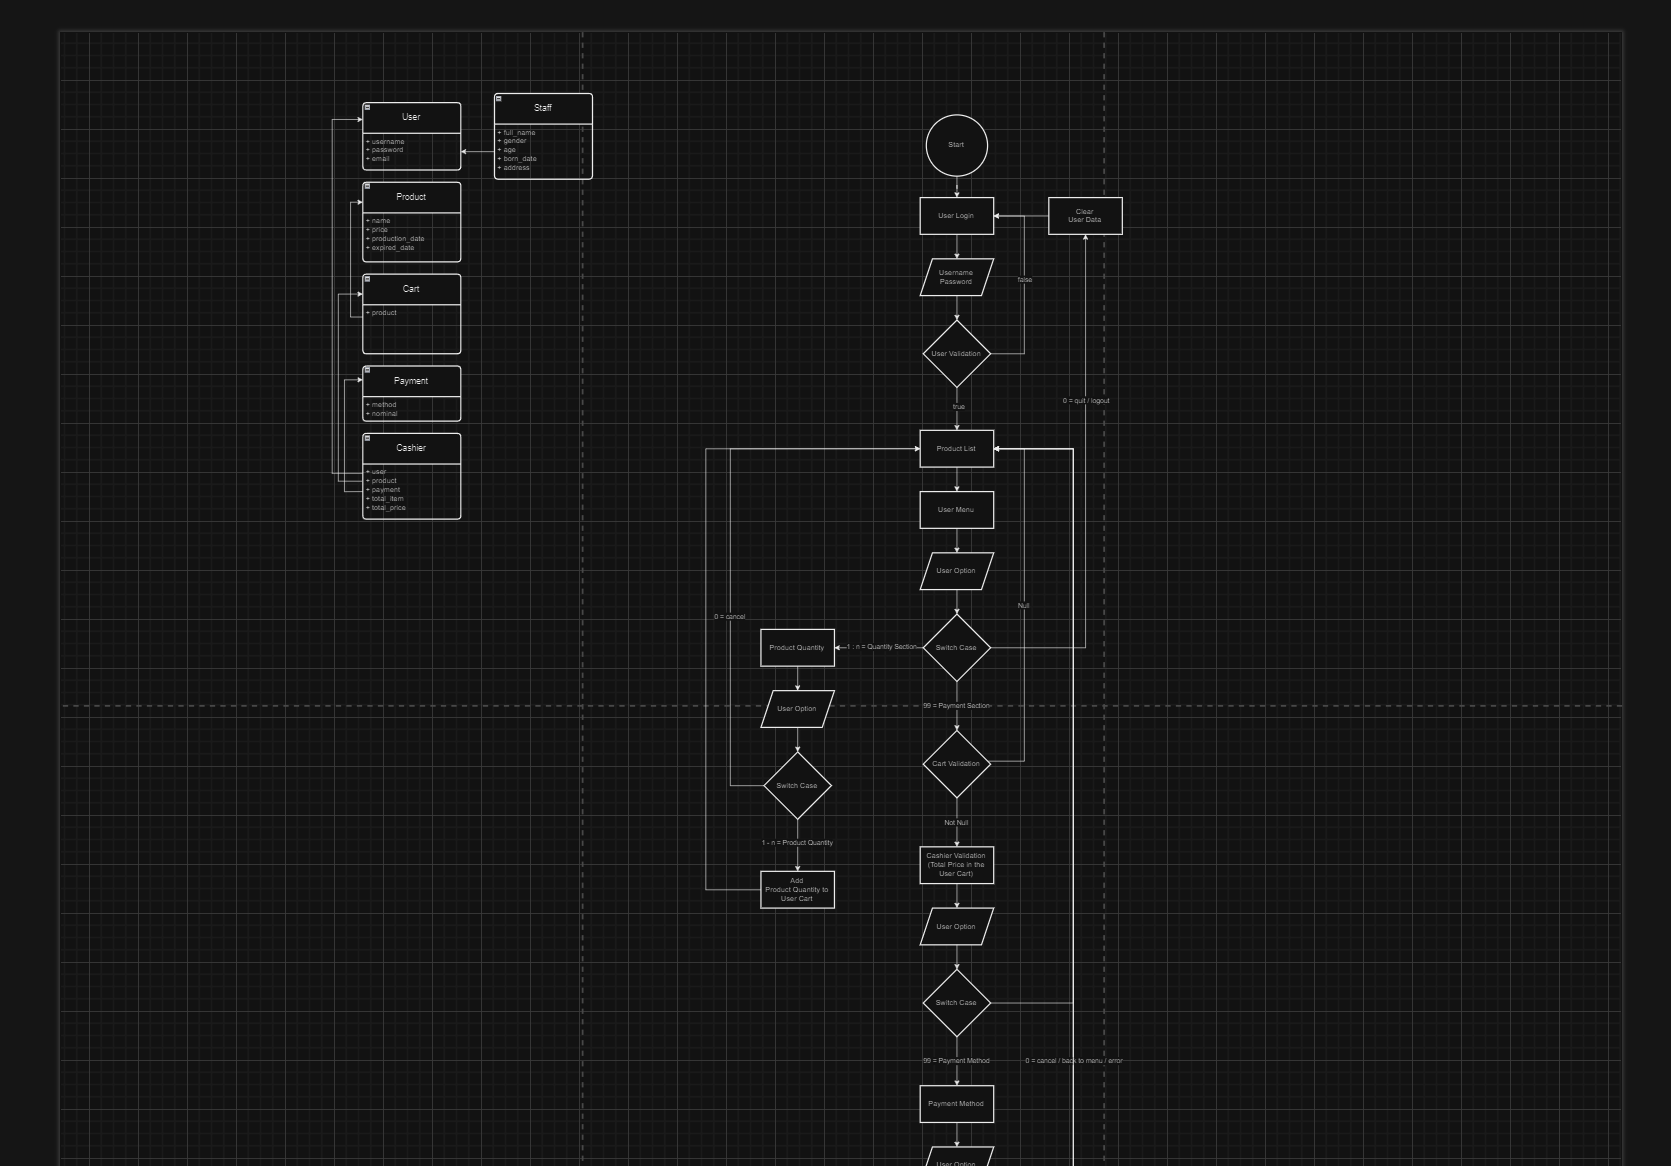 User
+ username
+ password
+ email
Staff
+ full_name
+ gender
+ age
+ born_date
+ address
Product
+ name
+ price
+ production_date
+ expired_date
Cart
+ product
Payment
+ method
+ nominal
Cashier
+ user
+ product
+ payment
+ total_item
+ total_price
Start
User Login
Clear
User Data
Username
Password
false
User Validation
true
0 = quit / logout
Product List
User Menu
User Option
Null
0 = cancel
Product Quantity
1 : n = Quantity Section
Switch Case
User Option
99 = Payment Section
Switch Case
Cart Validation
Not Null
1 - n = Product Quantity
Add
Product Quantity to
User Cart
Cashier Validation
(Total Price in the
User Cart)
User Option
Switch Case
99 = Payment Method
0 = cancel / back to menu / error
Payment Method
User Option